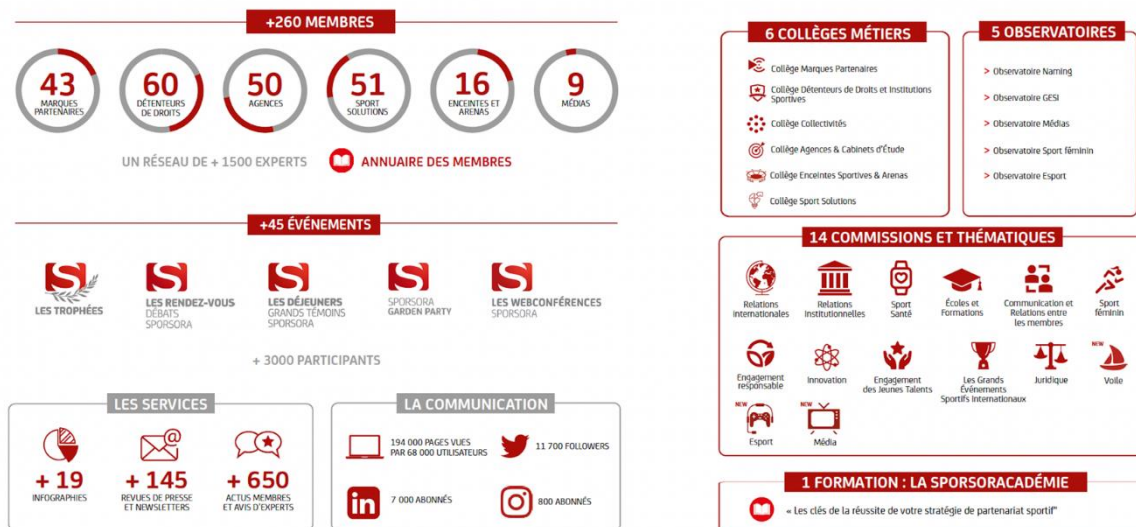 +260 MEMBRES
43
MARQUES
PARTENAIRES
60
DÉTENTEURS
DE DROITS
50
AGENCES
51
SPORT
SOLUTIONS
16
ENCEINTES ET
ARENAS
9
MÉDIAS
UN RÉSEAU DE + 1500 EXPERTS
ANNUAIRE DES MEMBRES
+45 ÉVÉNEMENTS
LES TROPHÉES
LES RENDEZ-VOUS
DÉBATS
SPORSORA
LES DÉJEUNERS
GRANDS TÉMOINS
SPORSORA
SPORSORA
GARDEN PARTY
LES WEBCONFÉRENCES
SPORSORA
+ 3000 PARTICIPANTS
LES SERVICES
+ 19
INFOGRAPHIES
+ 145
REVUES DE PRESSE
ET NEWSLETTERS
+ 650
ACTUS MEMBRES
ET AVIS D'EXPERTS
LA COMMUNICATION
194 000 PAGES VUES
PAR 68 000 UTILISATEURS
11 700 FOLLOWERS
in
7 000 ABONNÉS
800 ABONNÉS
6 COLLÈGES MÉTIERS
Collège Marques Partenaires
Collège Détenteurs de Droits et Institutions
Sportives
Collège Collectivités
Collège Agences & Cabinets d'Étude
Collège Enceintes Sportives & Arenas
Collège Sport Solutions
5 OBSERVATOIRES
> Observatoire Naming
> Observatoire GESI
> Observatoire Médias
> Observatoire Sport féminin
> Observatoire Esport
14 COMMISSIONS ET THÉMATIQUES
Relations
internationales
Relations
Institutionnelles
Sport
Santé
Écoles et
Formations
Communication et
Relations entre
les membres
Sport
féminin
Engagement
responsable
Innovation
Engagement
des Jeunes Talents
Les Grands
Événements
Sportifs Internationaux
Juridique
NEW
Voile
NEW
Esport
NEW
Média
1 FORMATION : LA SPORSORACADÉMIE
« Les clés de la réussite de votre stratégie de partenariat sportif"